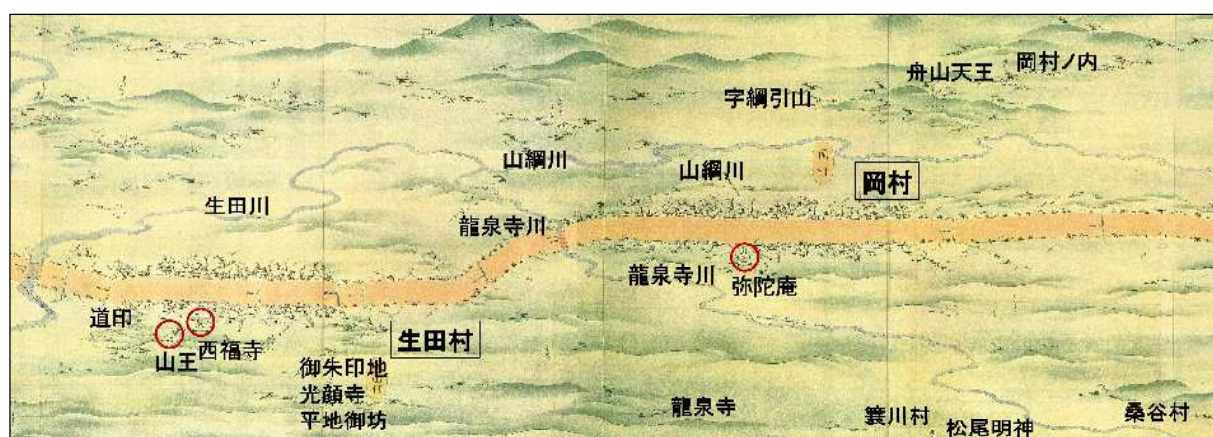 岡村ノ内
舟山天王
字綱引山
山綱川
山綱川
岡村
生田川
龍泉寺川
龍泉寺川
弥陀庵
道印
山王
西福寺
生田村
御朱印地
光顔寺
平地御坊
龍泉寺
簑川村
松尾明神
桑谷村